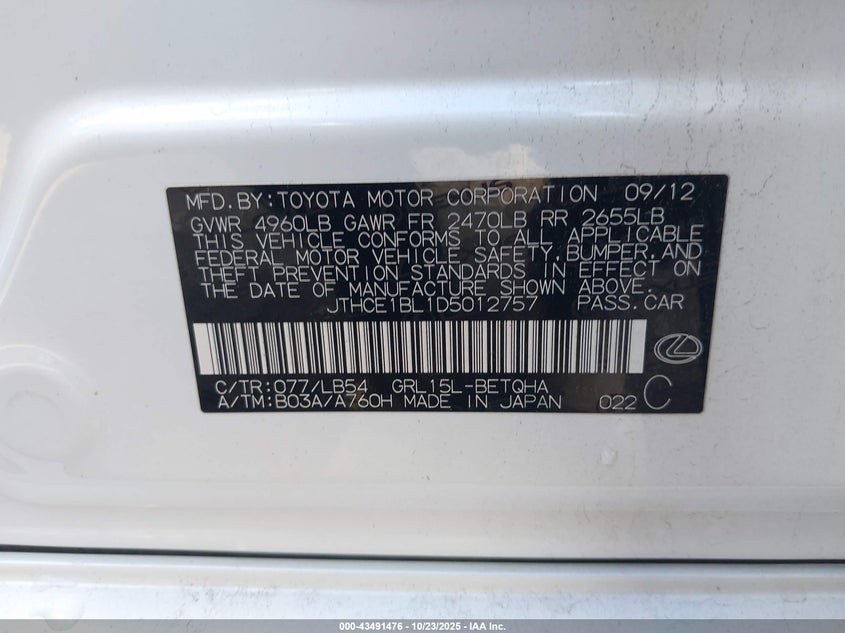 MFD.BY:TOYOTA MOTOR CORPORATION 09/12
GVWR 4960LB GAWR FR 2470LB RR 2655LB
THIS VEHICLE CONFORMS TO ALL APPLICABLE
FEDERAL MOTOR VEHICLE SAFETY,BUMPER,AND
THEFT PREVENTION STANDARDS IN EFFECT ON
THE DATE OF MANUFACTURE SHOWN ABOVE.
JTHCE1BL1D5012757 PASS.CAR
C/TR:077/LB54 GRL15L-BETQHA
A/TM:B03A/A760H MADE IN JAPAN 022 C
000-43491476 - 10/23/2025 - IAA Inc.